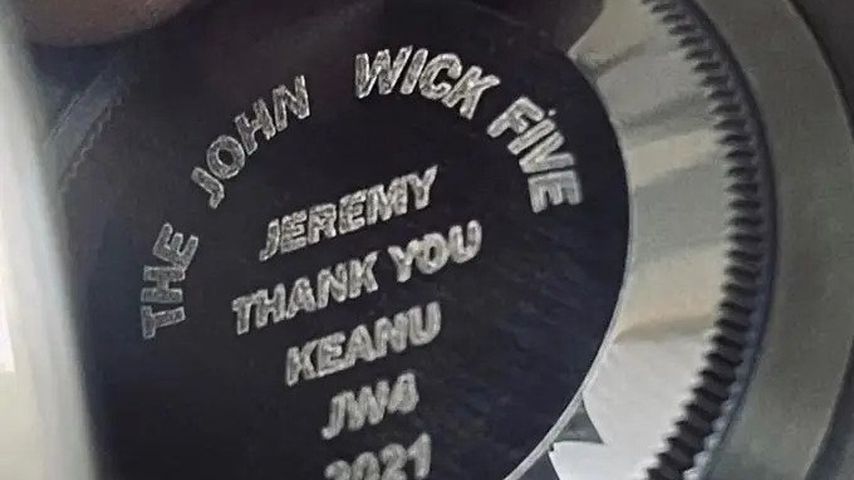 THE JOHN WICK FIVE
JEREMY
THANK YOU
KEANU
JW4
2021